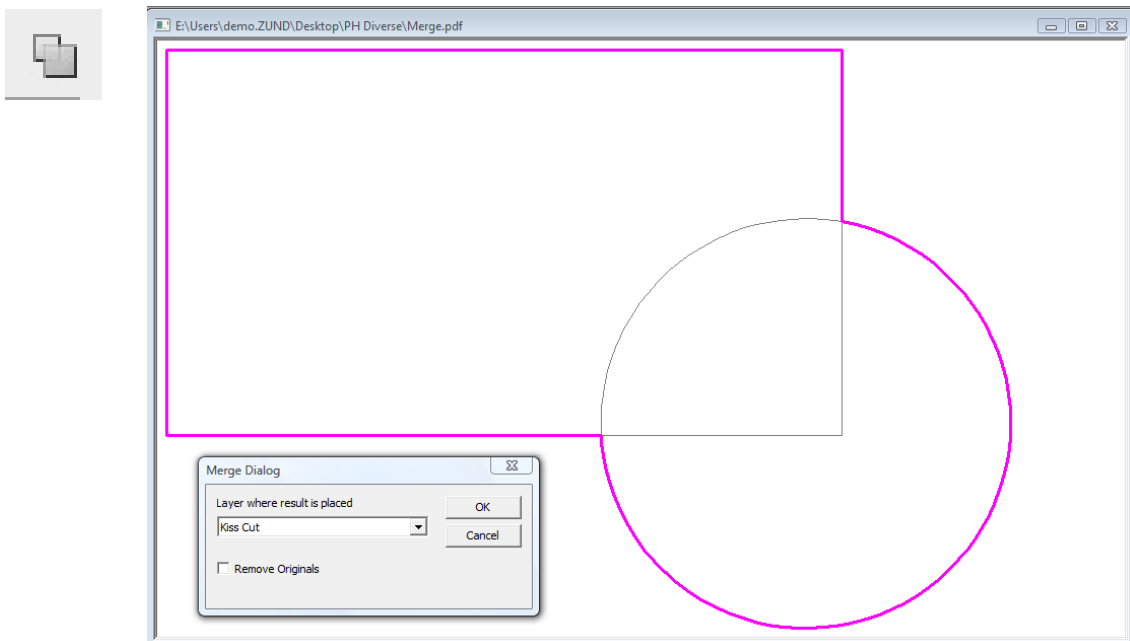 E:\Users\demo.ZUND\Desktop\PH Diverse\Merge.pdf
Merge Dialog
Layer where result is placed
OK
Kiss Cut
Cancel
Remove Originals